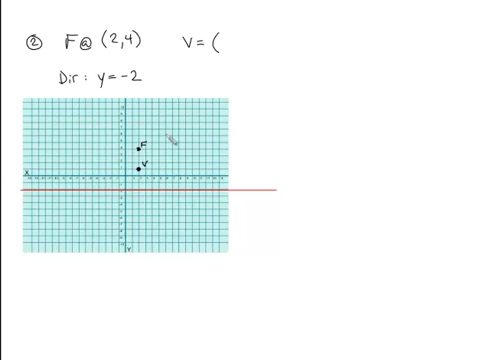 ② F @ (2,4) V = (
Dir: y = -2
F
V
X
Y